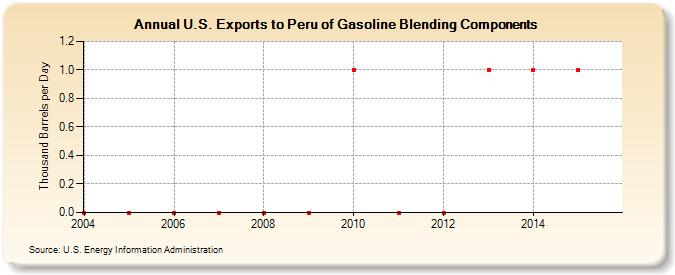 Annual U.S. Exports to Peru of Gasoline Blending Components
Thousand Barrels per Day
1.2
1.0
0.8
0.6
0.4
0.2
0.0
2004 2006 2008 2010 2012 2014
Source: U.S. Energy Information Administration